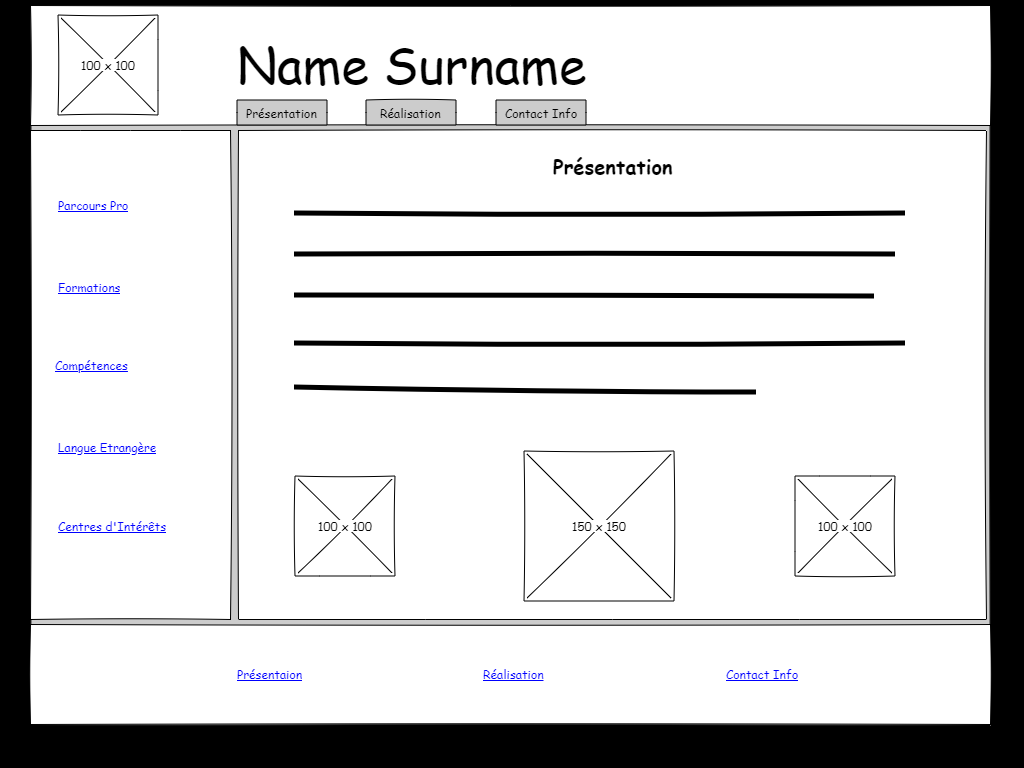 100 x 100
Name Surname
Présentation
Réalisation
Contact Info
Parcours Pro
Formations
Compétences
Langue Etrangère
Centres d'Intérêts
Présentation
100 x 100
150 x 150
100 x 100
Présentaion
Réalisation
Contact Info